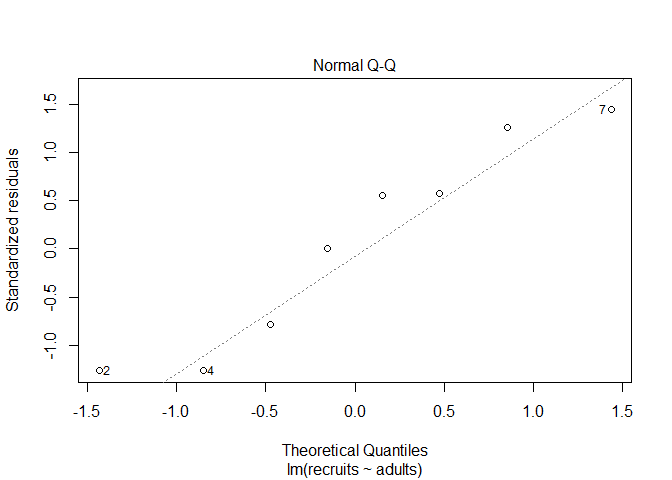 Normal Q-Q
Standardized residuals
1.5
1.0
0.5
0.0
-0.5
-1.0
7
2
4
-1.5 -1.0 -0.5 0.0 0.5 1.0 1.5
Theoretical Quantiles
lm(recruits ~ adults)